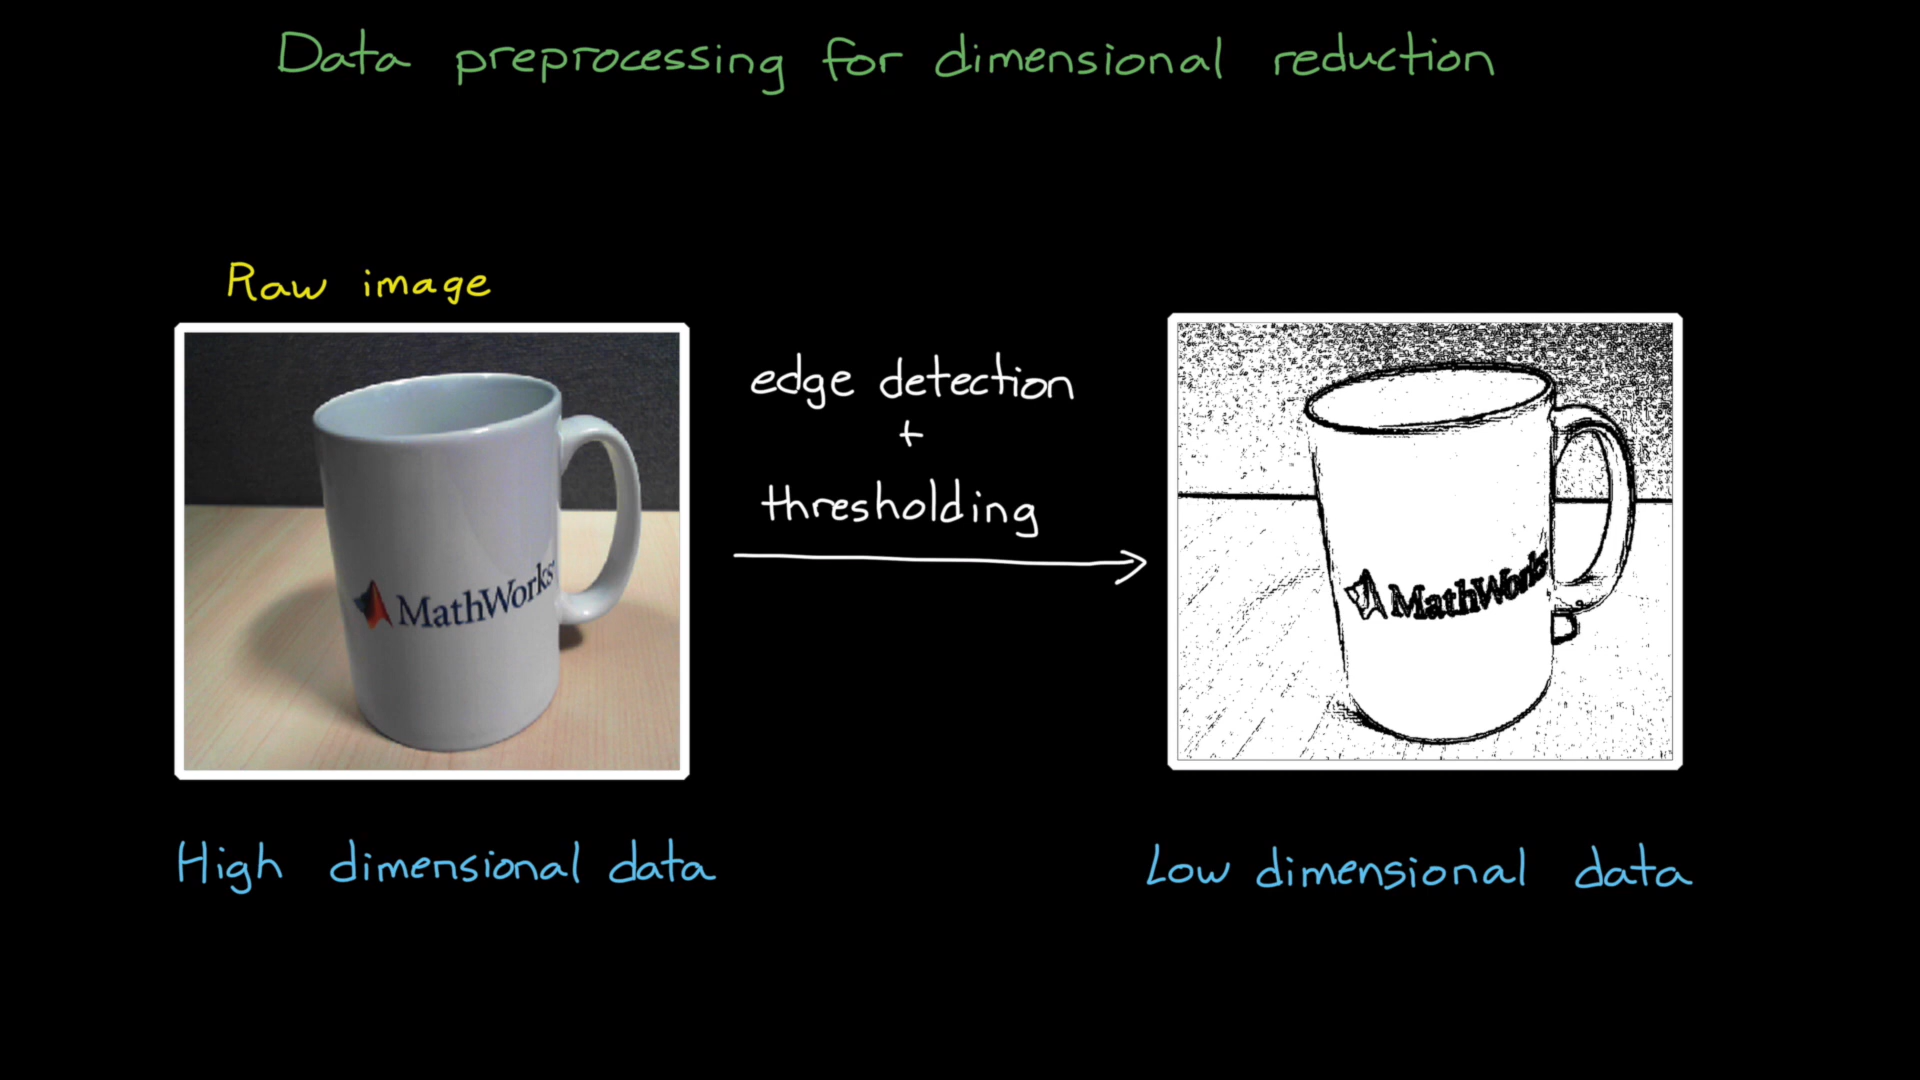 Data preprocessing for dimensional reduction
Raw image
MathWorks
edge detection
+
thresholding
MathWorks
High dimensional data
Low dimensional data